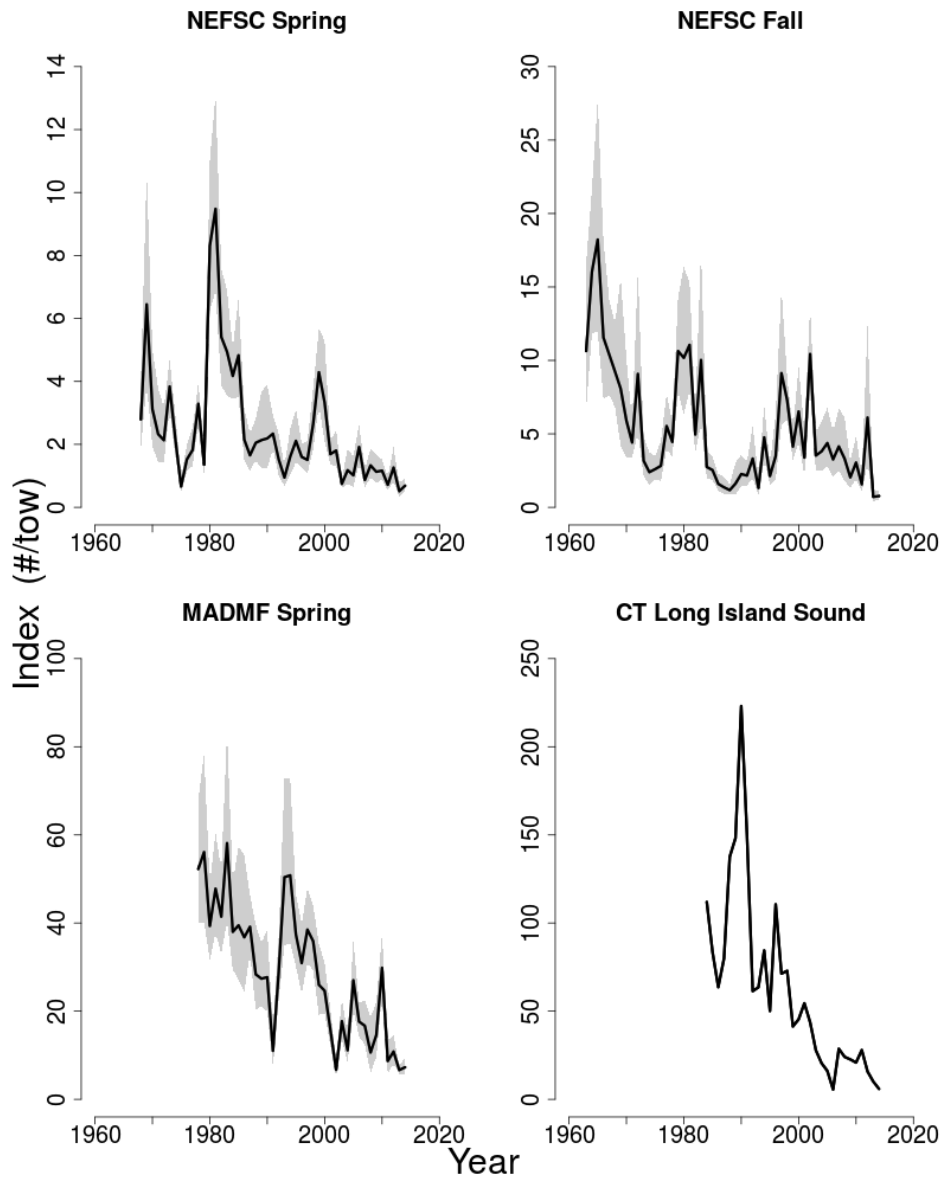 NEFSC Spring
NEFSC Fall
14
12
10
8
6
4
2
0
1960 1980 2000 2020
30
25
20
15
10
5
0
1960 1980 2000 2020
Index (#/tow)
MADMF Spring
CT Long Island Sound
100
80
60
40
20
0
1960 1980 2000 2020
250
200
150
100
50
0
1960 1980 2000 2020
Year